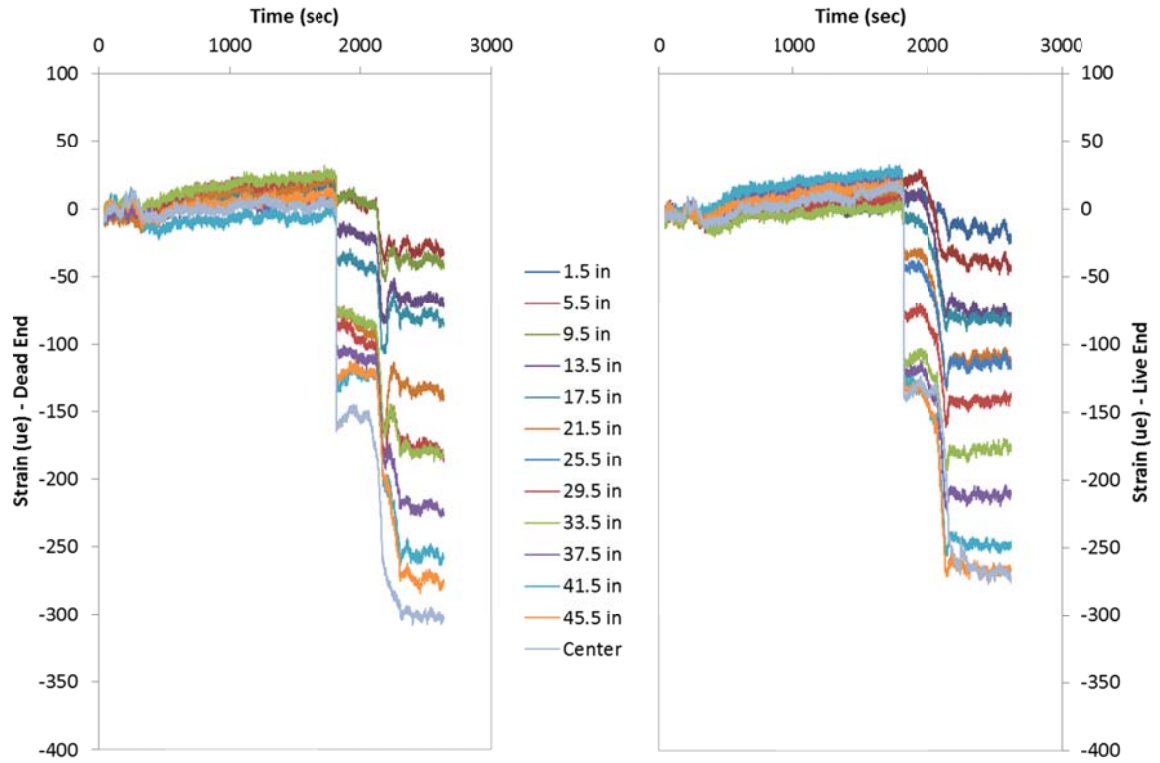 Time (sec)
0 1000 2000 3000
100
50
0
-50
-100
-150
-200
-250
-300
-350
-400
Strain (ue) - Dead End
1.5 in
5.5 in
9.5 in
13.5 in
17.5 in
21.5 in
25.5 in
29.5 in
33.5 in
37.5 in
41.5 in
45.5 in
Center
Time (sec)
0 1000 2000 3000
100
50
0
-50
-100
-150
-200
-250
-300
-350
-400
Strain (ue) - Live End